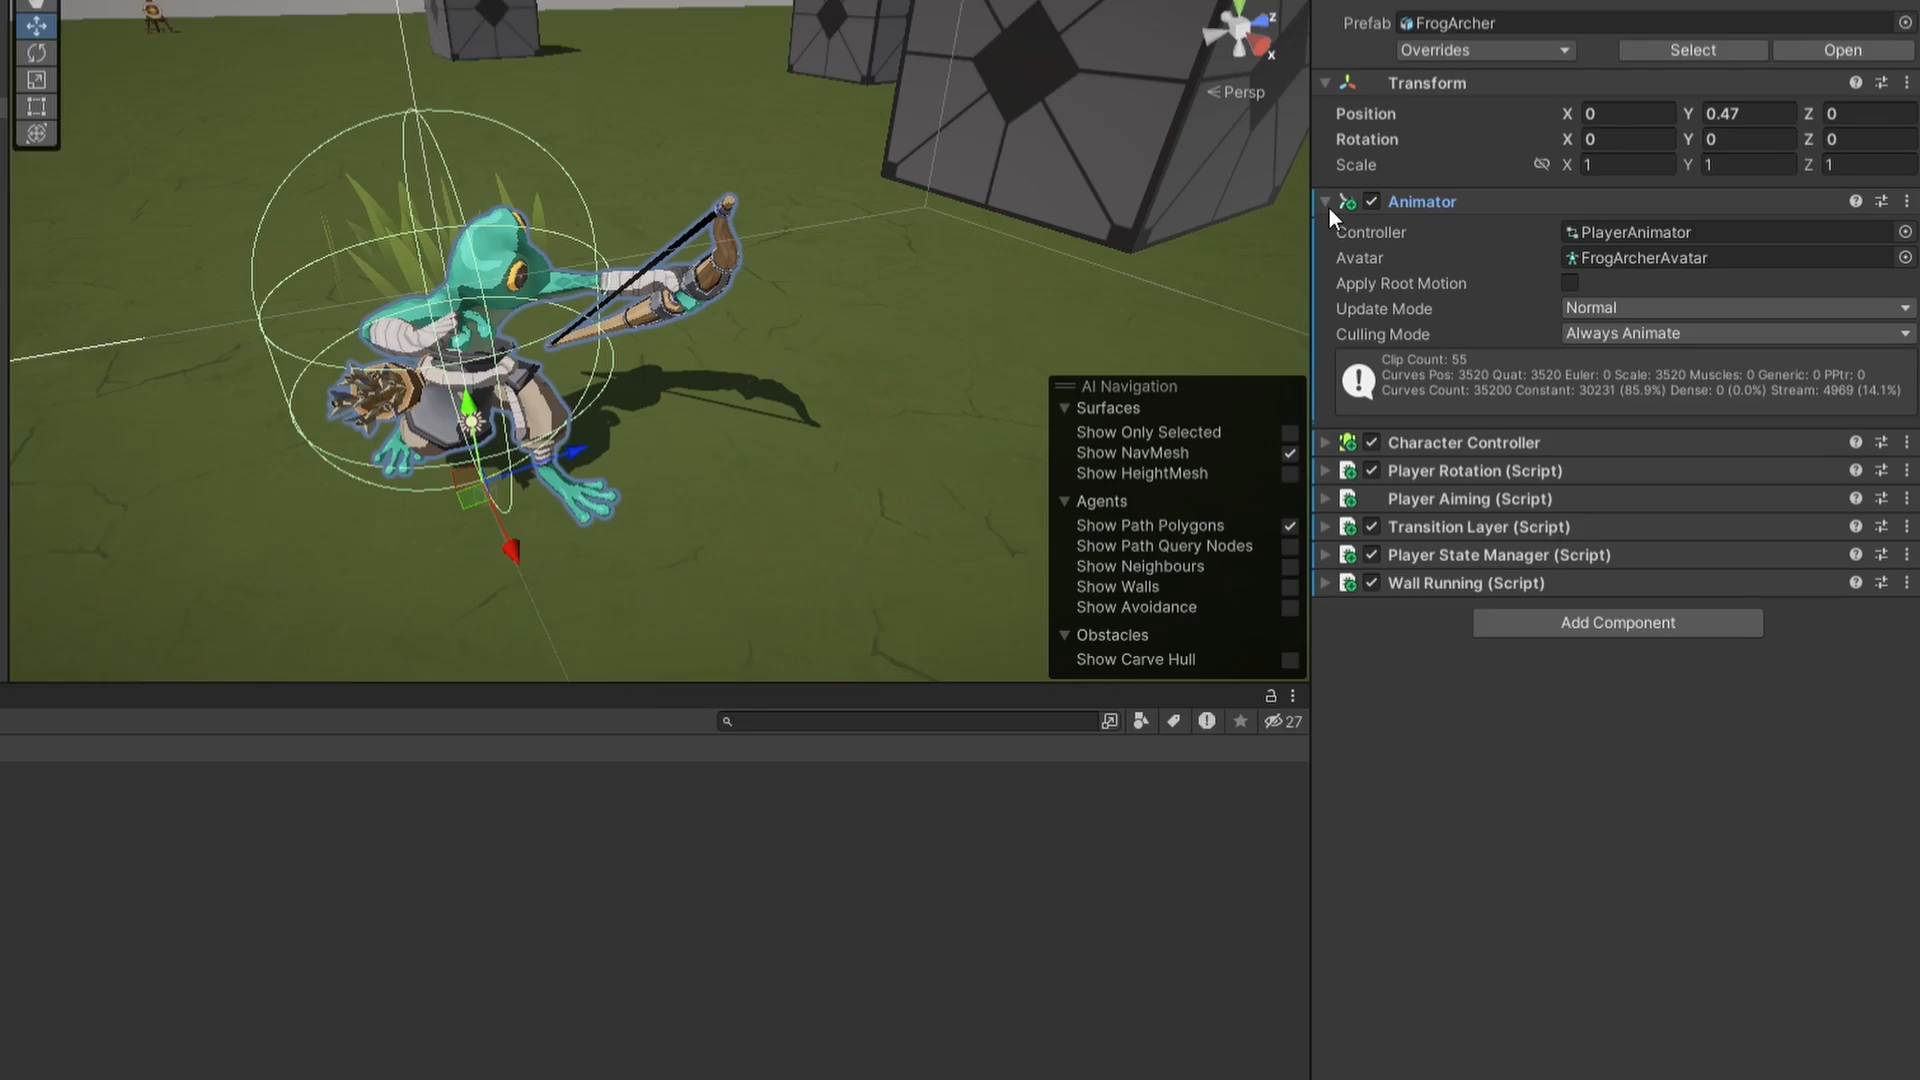 Prefab FrogArcher
Overrides Select Open
Transform
Position X 0 Y 0.47 Z 0
Rotation X 0 Y 0 Z 0
Scale X 1 Y 1 Z 1
Animator
Controller PlayerAnimator
Avatar FrogArcherAvatar
Apply Root Motion
Update Mode Normal
Culling Mode Always Animate
Clip Count: 55
Curves Pos: 3520 Quat: 3520 Euler: 0 Scale: 3520 Muscles: 0 Generic: 0 PPtr: 0
Curves Count: 35200 Constant: 30231 (85.9%) Dense: 0 (0.0%) Stream: 4969 (14.1%)
Character Controller
Player Rotation (Script)
Player Aiming (Script)
Transition Layer (Script)
Player State Manager (Script)
Wall Running (Script)
Add Component
z
x
Persp
AI Navigation
Surfaces
Show Only Selected
Show NavMesh
Show HeightMesh
Agents
Show Path Polygons
Show Path Query Nodes
Show Neighbours
Show Walls
Show Avoidance
Obstacles
Show Carve Hull
27